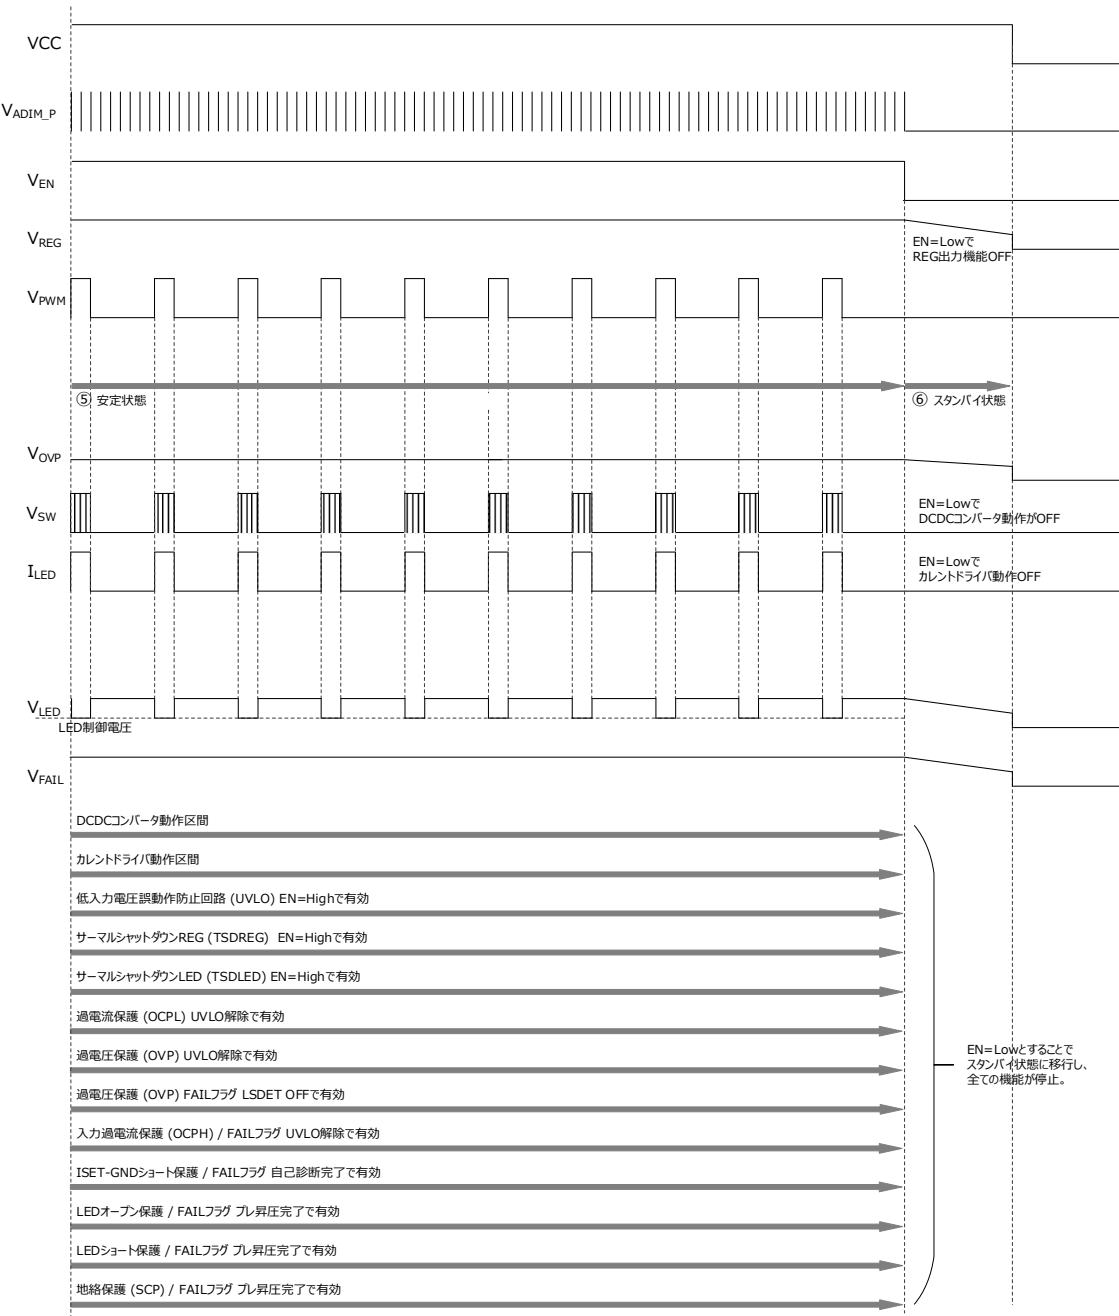 VCC
VADIM_P
VEN
VREG
EN=Lowで
REG出力機能OFF
VPWM
⑤ 安定状態
⑥ スタンバイ状態
VOVP
VSW
EN=Lowで
DCDCコンバータ動作がOFF
ILED
EN=Lowで
カレントドライバ動作OFF
VLED
LED制御電圧
VFAIL
DCDCコンバータ動作区間
カレントドライバ動作区間
低入力電圧誤動作防止回路 (UVLO) EN=Highで有効
サーマルシャットダウンREG (TSDREG) EN=Highで有効
サーマルシャットダウンLED (TSDLED) EN=Highで有効
過電流保護 (OCPL) UVLO解除で有効
過電圧保護 (OVP) UVLO解除で有効
過電圧保護 (OVP) FAILフラグ LSDET OFFで有効
入力過電流保護 (OCPH) / FAILフラグ UVLO解除で有効
ISET-GNDショート保護 / FAILフラグ 自己診断完了で有効
LEDオープン保護 / FAILフラグ プレ昇圧完了で有効
LEDショート保護 / FAILフラグ プレ昇圧完了で有効
地絡保護 (SCP) / FAILフラグ プレ昇圧完了で有効
EN=Lowとすることで
スタンバイ状態に移行し、
全ての機能が停止。